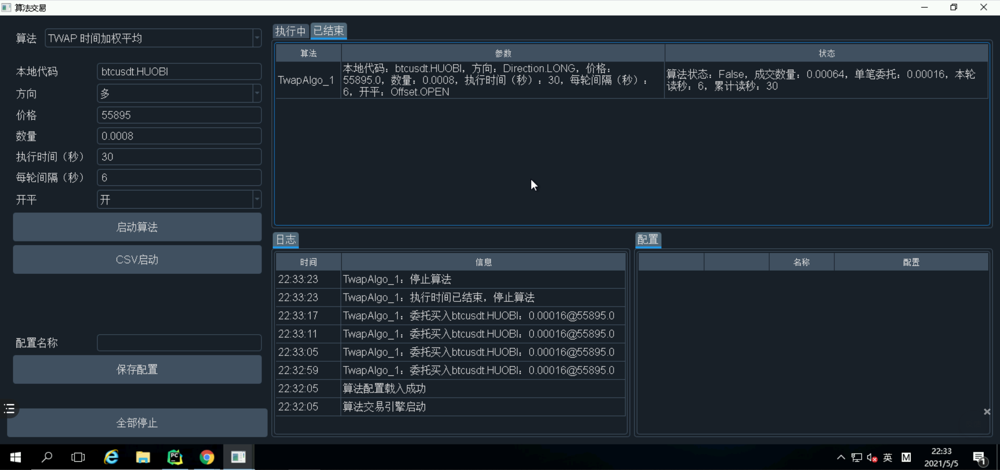 算法交易
算法 TWAP 时间加权平均
本地代码 btcusdt.HUOBI
方向 多
价格 55895
数量 0.0008
执行时间（秒） 30
每轮间隔（秒） 6
开平 开
启动算法
CSV启动
配置名称
保存配置
全部停止
执行中 已结束
算法 参数 状态
TwapAlgo_1
本地代码：btcusdt.HUOBI，方向：Direction.LONG，价格：
55895.0，数量：0.0008，执行时间（秒）：30，每轮间隔（秒）：
6，开平：Offset.OPEN
算法状态：False，成交数量：0.00064，单笔委托：0.00016，本轮
读秒：6，累计读秒：30
日志
时间 信息
22:33:23 TwapAlgo_1：停止算法
22:33:23 TwapAlgo_1：执行时间已结束，停止算法
22:33:17 TwapAlgo_1：委托买入btcusdt.HUOBI：0.00016@55895.0
22:33:11 TwapAlgo_1：委托买入btcusdt.HUOBI：0.00016@55895.0
22:33:05 TwapAlgo_1：委托买入btcusdt.HUOBI：0.00016@55895.0
22:32:59 TwapAlgo_1：委托买入btcusdt.HUOBI：0.00016@55895.0
22:32:05 算法配置载入成功
22:32:05 算法交易引擎启动
配置
名称 配置
PC
英 M
22:33
2021/5/5
1